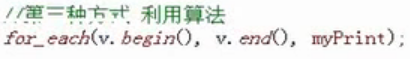 //第三种方式 利用算法
for_each(v.begin(), v.end(), myPrint);